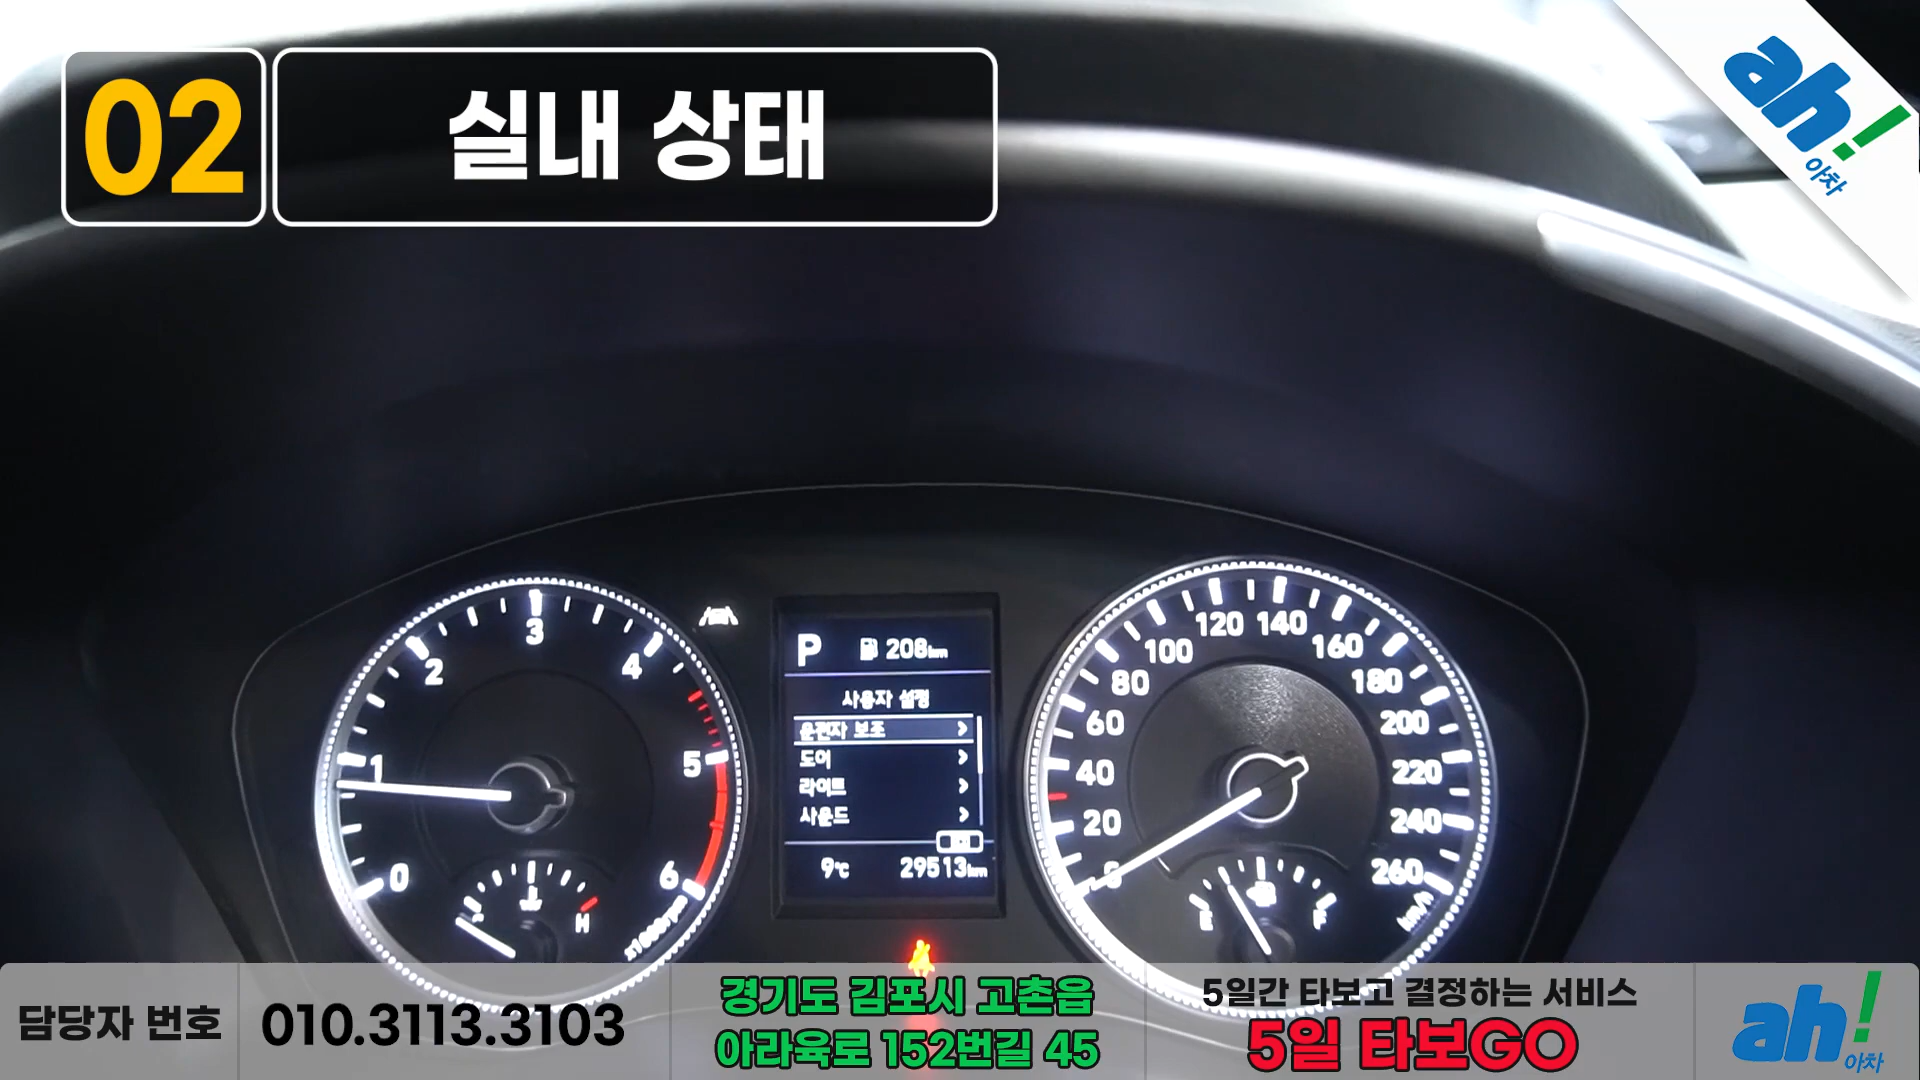 02 실내 상태
ah!
아차
P 208km
사용자 설정
운전자 보조
도어
라이트
사운드
9℃ 29513km
0 1 2 3 4 5 6
x1000rpm
H
0 20 40 60 80 100 120 140 160 180 200 220 240 260
km/h
E F
담당자 번호
010.3113.3103
경기도 김포시 고촌읍
아라육로 152번길 45
5일간 타보고 결정하는 서비스
5일 타보GO
ah!
아차